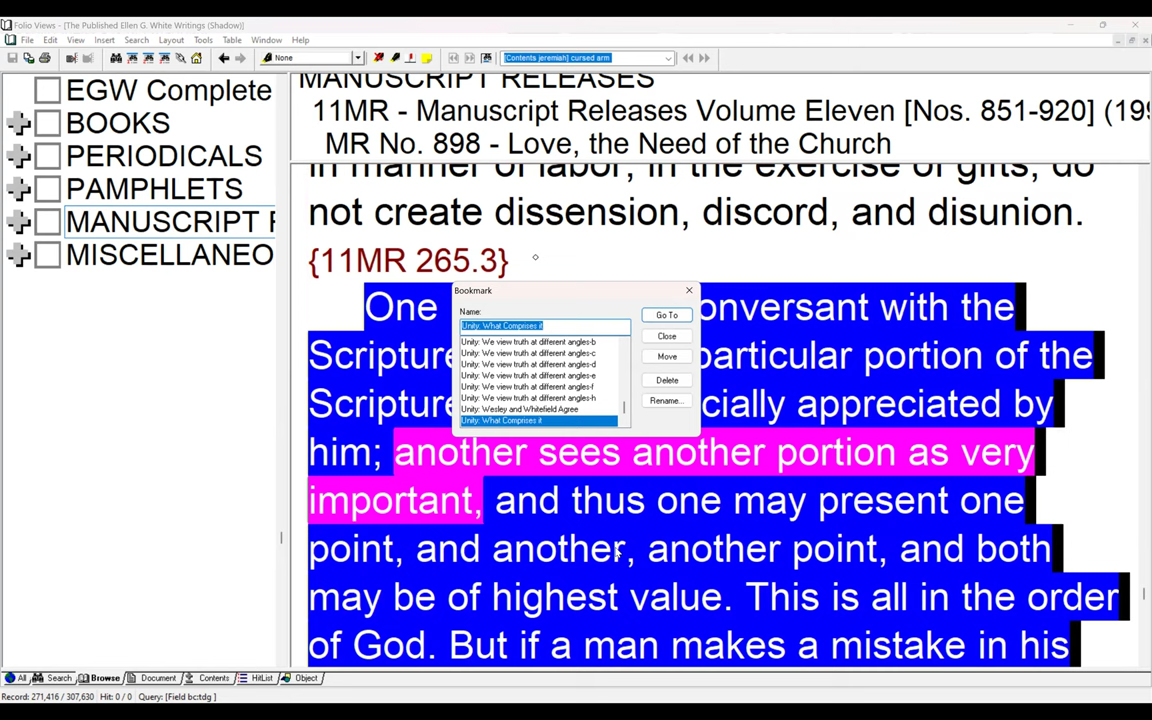 Folio Views - [The Published Ellen G. White Writings (Shadow)]
File Edit View Insert Search Layout Tools Table Window Help
None
[Contents jeremiah] cursed arm
EGW Complete
BOOKS
PERIODICALS
PAMPHLETS
MANUSCRIPT R
MISCELLANEO
MANUSCRIPT RELEASES
11MR - Manuscript Releases Volume Eleven [Nos. 851-920] (199
MR No. 898 - Love, the Need of the Church
in manner of labor, in the exercise of gifts, do
not create dissension, discord, and disunion.
{11MR 265.3}
One onversant with the
Scripture particular portion of the
Scripture cially appreciated by
him; another sees another portion as very
important, and thus one may present one
point, and another, another point, and both
may be of highest value. This is all in the order
of God. But if a man makes a mistake in his
Bookmark
Name:
Unity: What Comprises it
Unity: We view truth at different angles-b
Unity: We view truth at different angles-c
Unity: We view truth at different angles-d
Unity: We view truth at different angles-e
Unity: We view truth at different angles-f
Unity: We view truth at different angles-h
Unity: Wesley and Whitefield Agree
Unity: What Comprises it
Go To
Close
Move
Delete
Rename...
All Search Browse Document Contents HitList Object
Record: 271,416 / 307,630 Hit: 0 / 0 Query: [Field bc:tdg ]